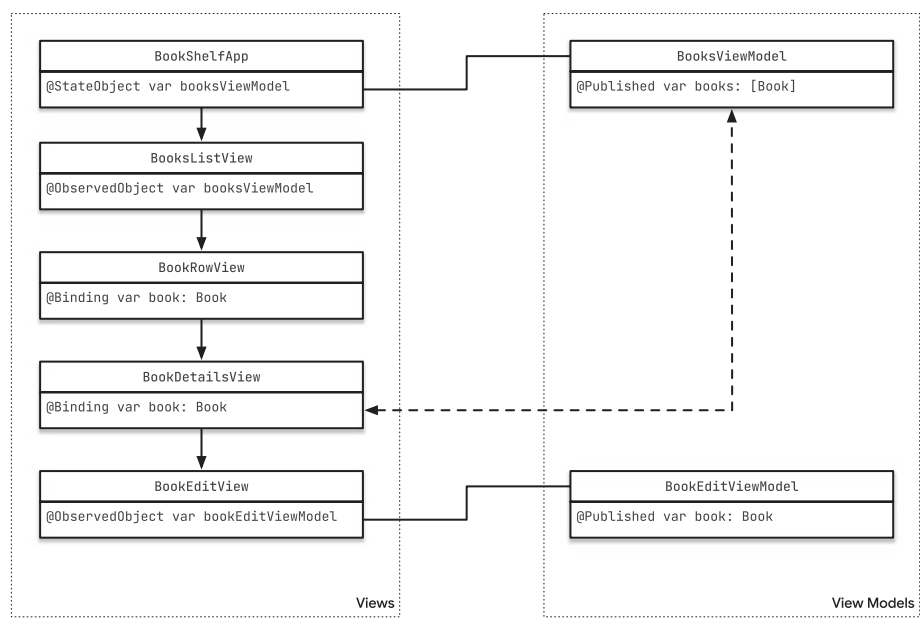 BookShelfApp
@StateObject var booksViewModel
BooksListView
@ObservedObject var booksViewModel
BookRowView
@Binding var book: Book
BookDetailsView
@Binding var book: Book
BookEditView
@ObservedObject var bookEditViewModel
Views
BooksViewModel
@Published var books: [Book]
BookEditViewModel
@Published var book: Book
View Models